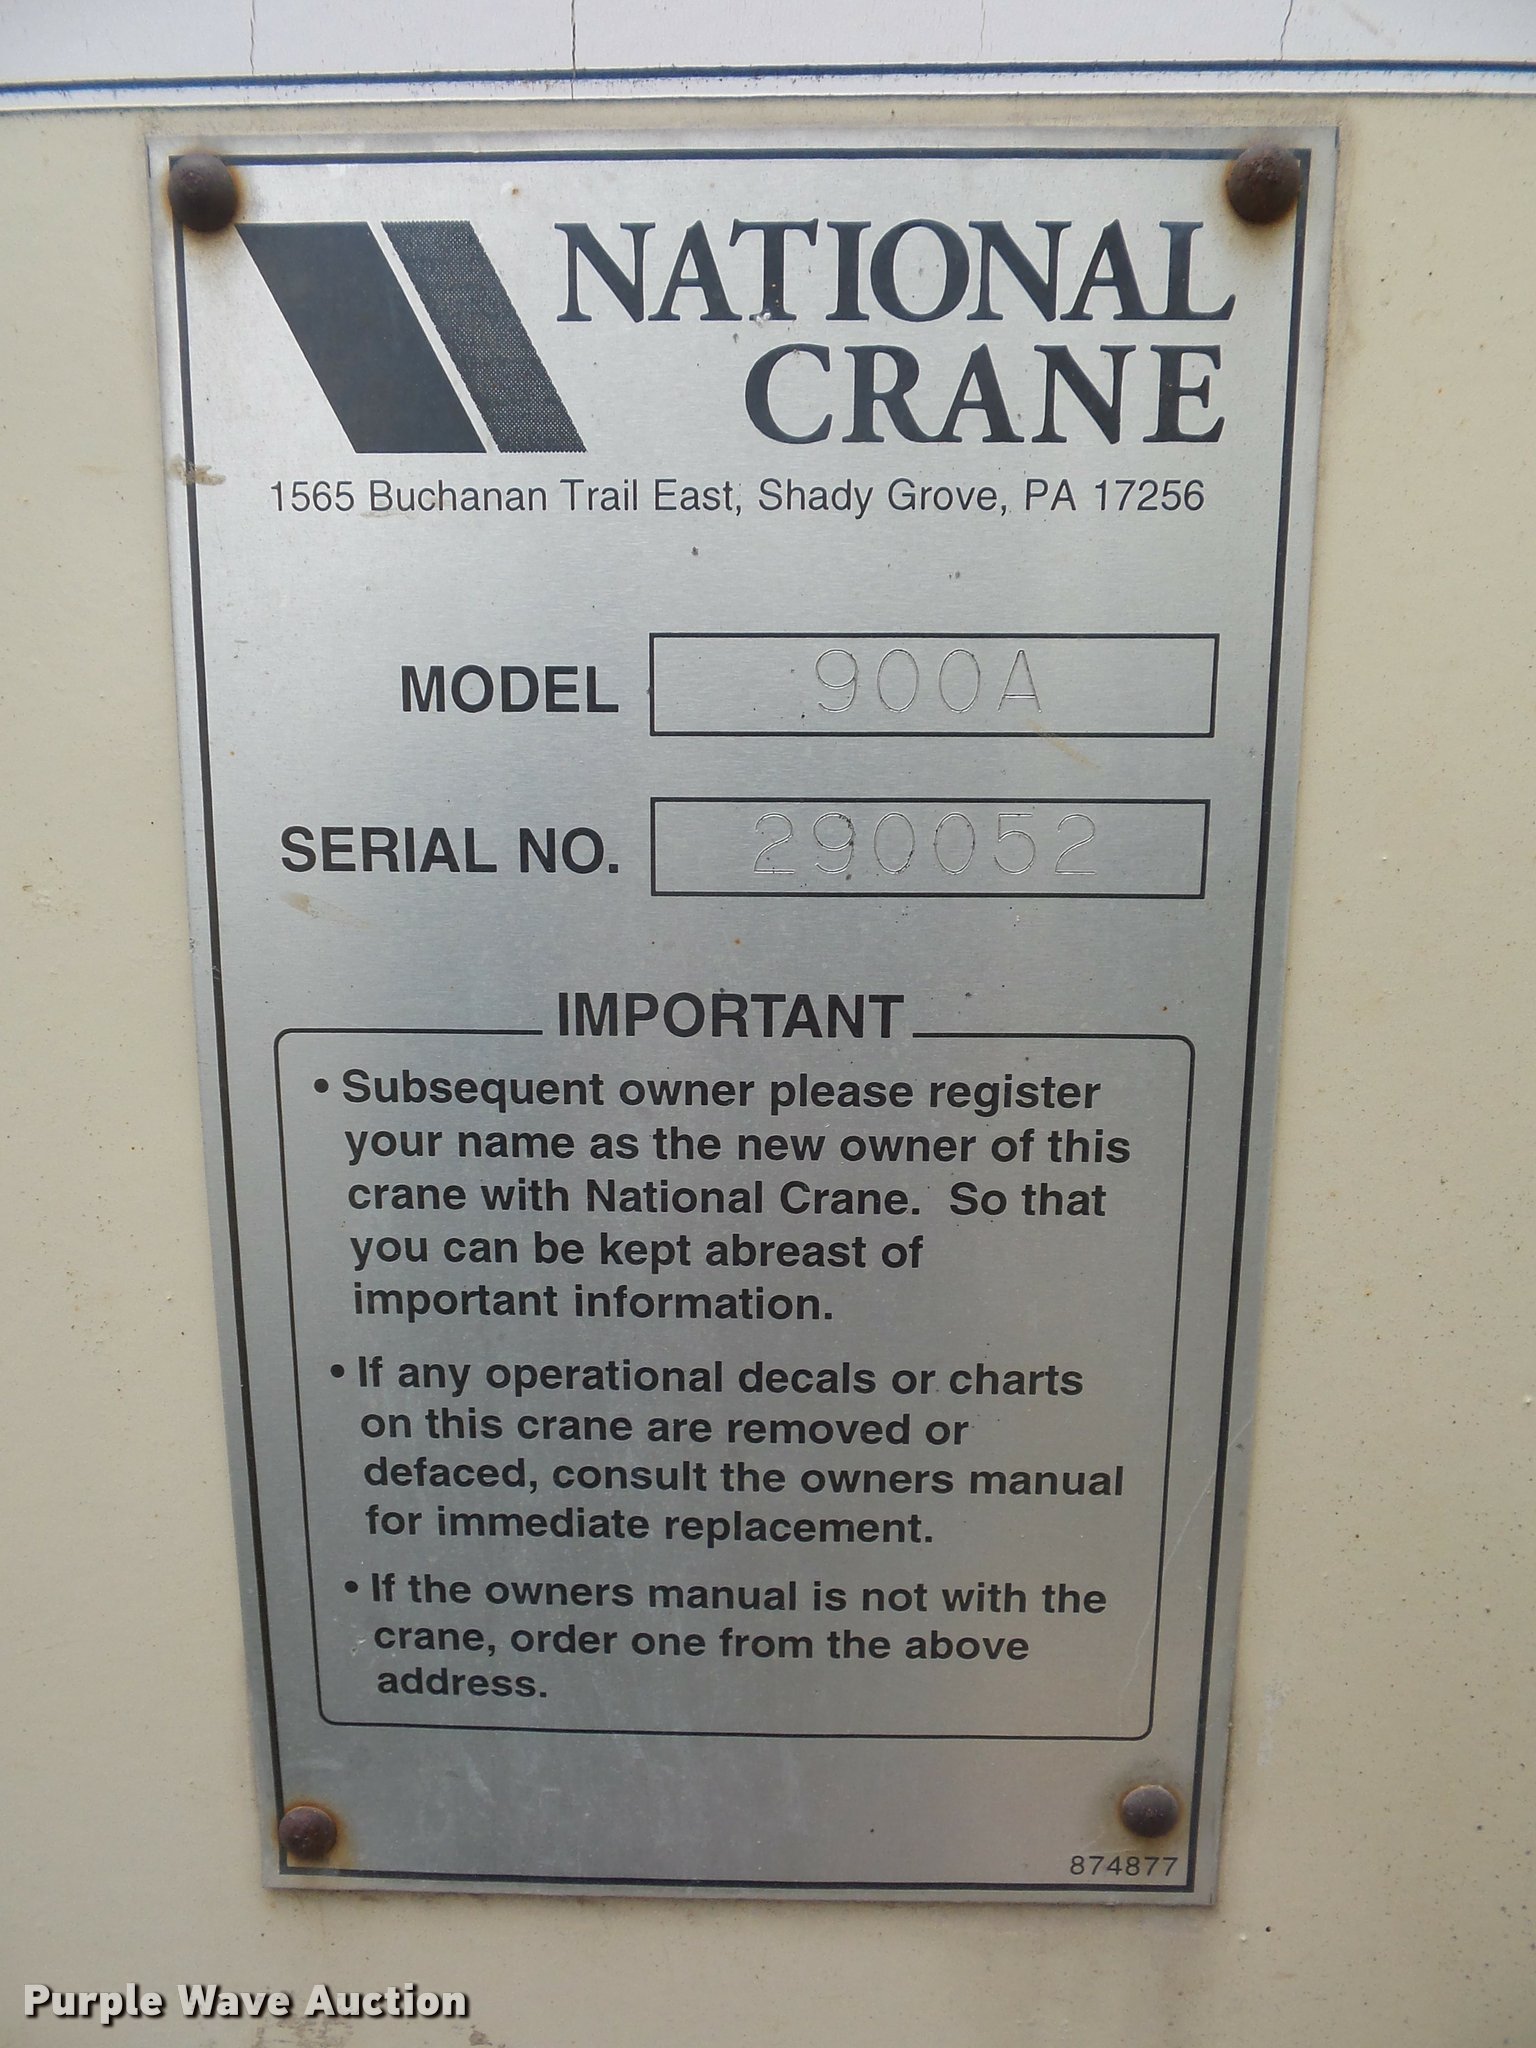 NATIONAL
CRANE
1565 Buchanan Trail East, Shady Grove, PA 17256
MODEL 900A
SERIAL NO. 290052
IMPORTANT
• Subsequent owner please register
your name as the new owner of this
crane with National Crane. So that
you can be kept abreast of
important information.
• If any operational decals or charts
on this crane are removed or
defaced, consult the owners manual
for immediate replacement.
• If the owners manual is not with the
crane, order one from the above
address.
874877
Purple Wave Auction